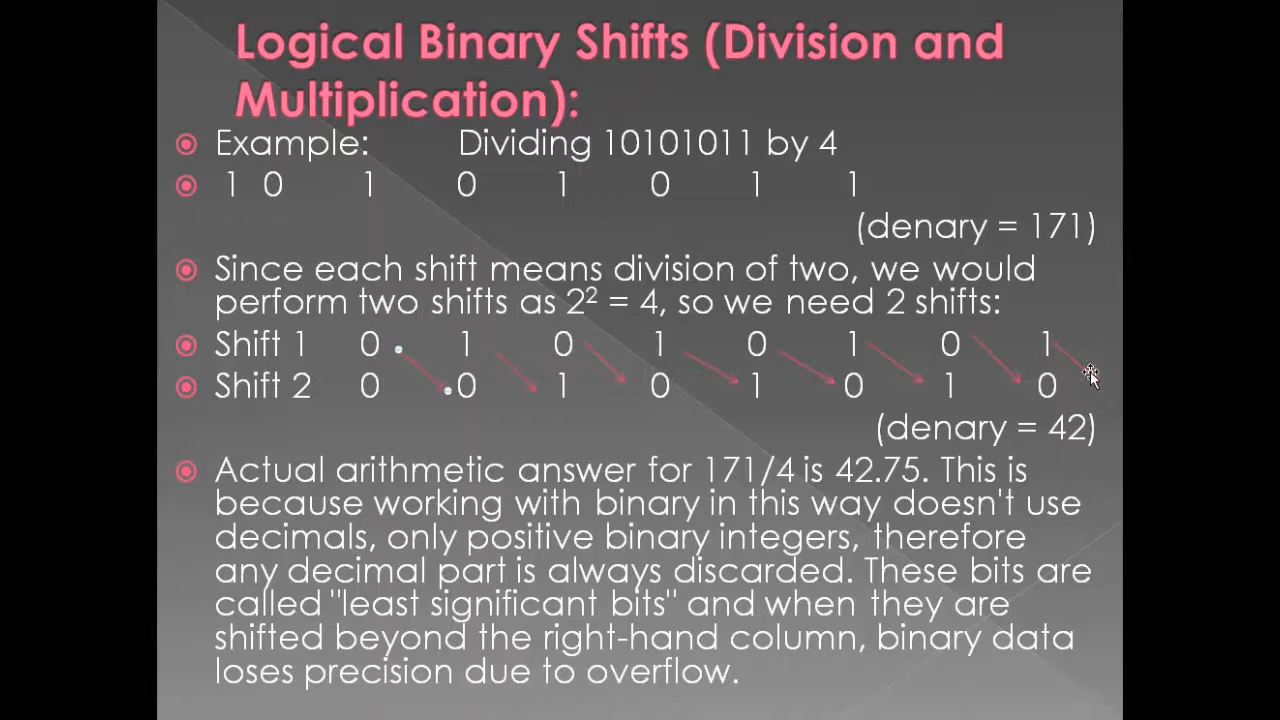 Logical Binary Shifts (Division and
Multiplication):
Example: Dividing 10101011 by 4
1 0 1 0 1 0 1 1
(denary = 171)
Since each shift means division of two, we would
perform two shifts as 2² = 4, so we need 2 shifts:
Shift 1 0 1 0 1 0 1 0 1
Shift 2 0 0 1 0 1 0 1 0
(denary = 42)
Actual arithmetic answer for 171/4 is 42.75. This is
because working with binary in this way doesn't use
decimals, only positive binary integers, therefore
any decimal part is always discarded. These bits are
called "least significant bits" and when they are
shifted beyond the right-hand column, binary data
loses precision due to overflow.